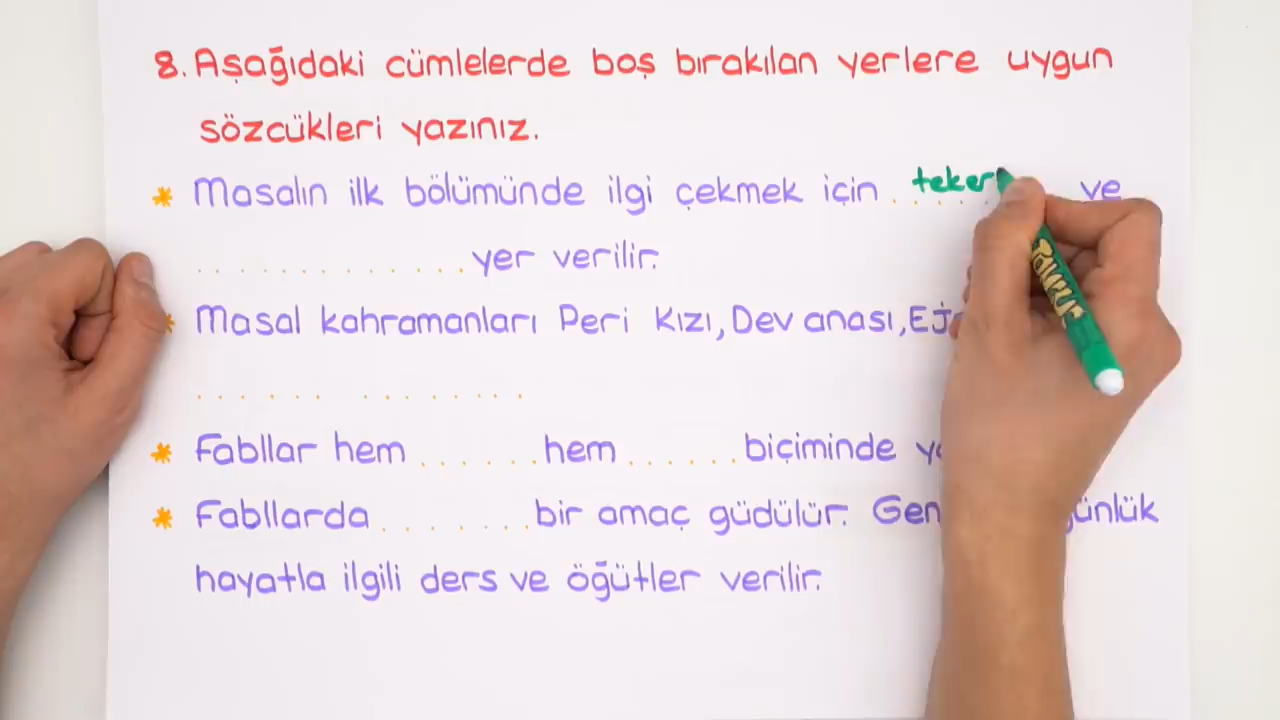 8. Aşağıdaki cümlelerde boş bırakılan yerlere uygun
sözcükleri yazınız.
* Masalın ilk bölümünde ilgi çekmek için . teker ve
. . . . . . . . . . . . . yer verilir.
* Masal kahramanları Peri Kızı, Dev anası,
. . . . . . . . . . . . .
* Fabllar hem . . . . . . hem . . . . . . biçiminde
* Fabllarda . . . . . . . . bir amaç güdülür. günlük
hayatla ilgili ders ve öğütler verilir.